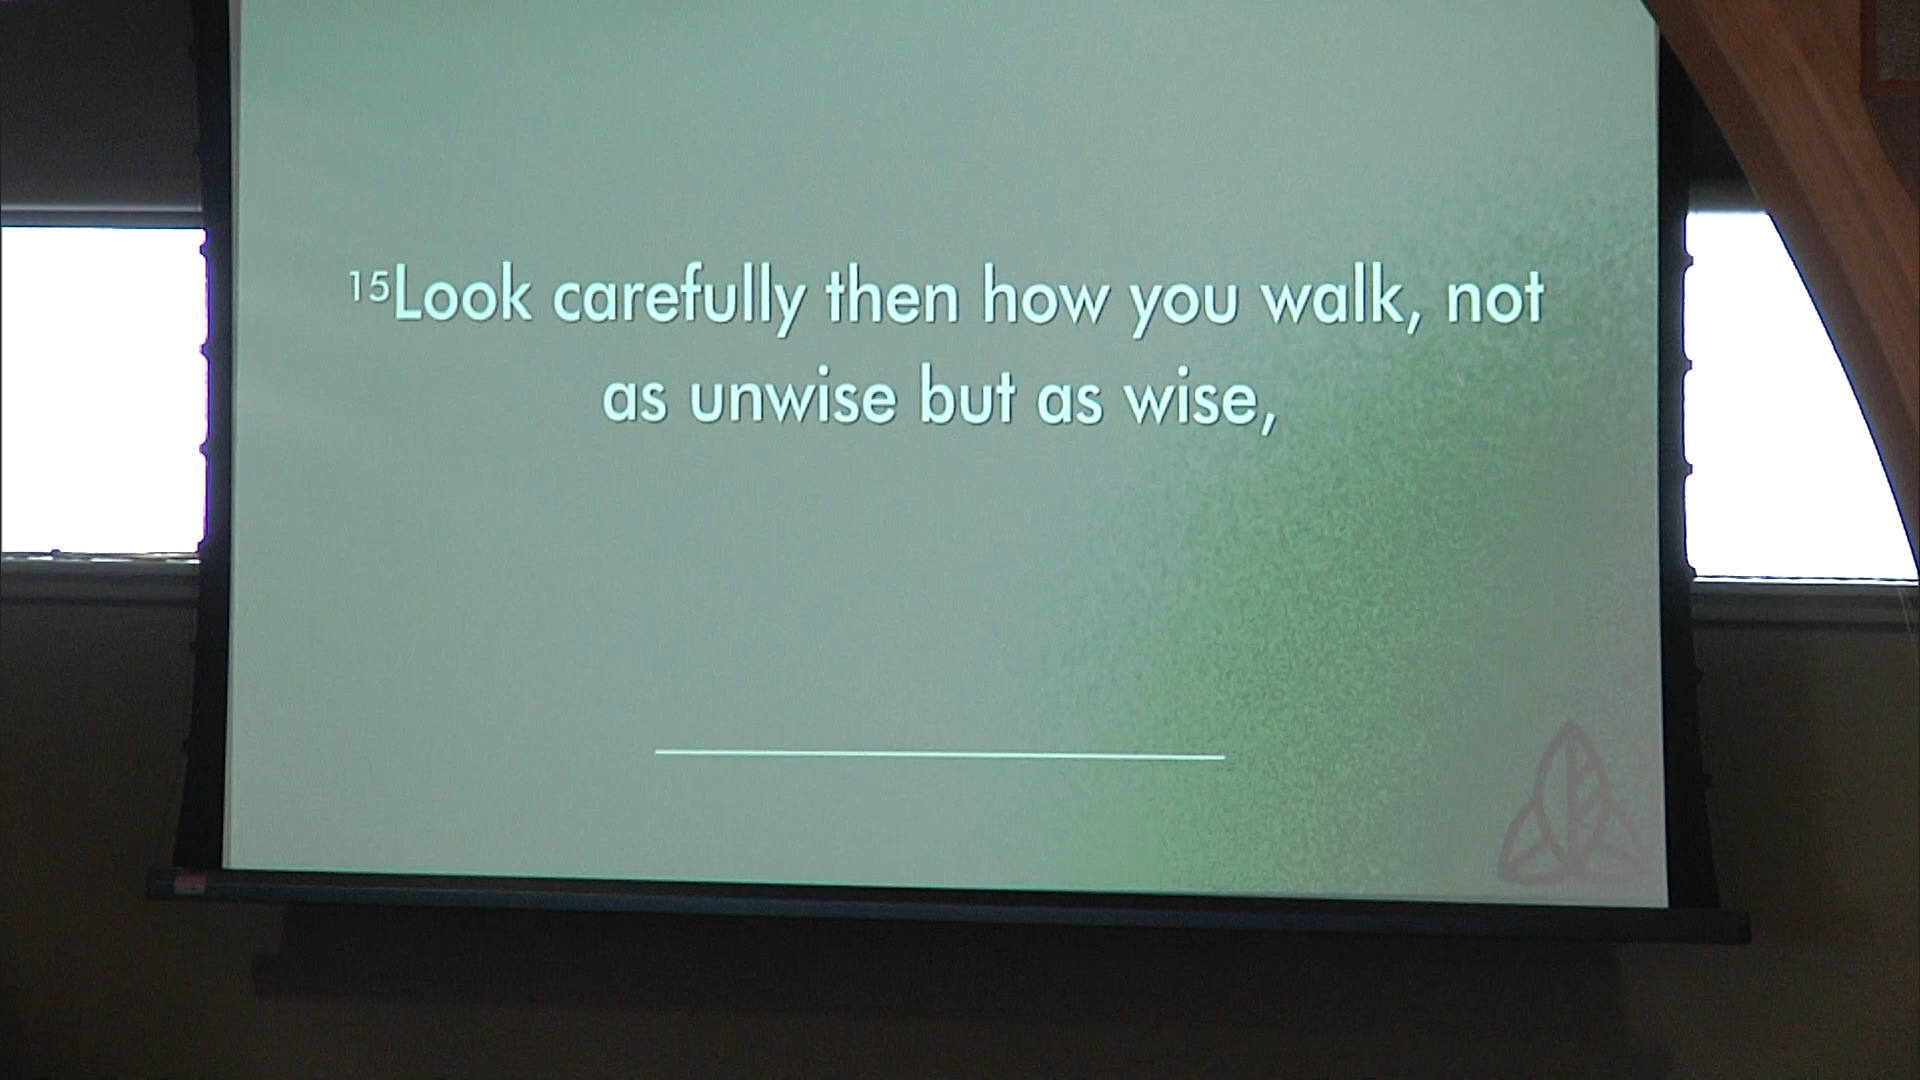 15Look carefully then how you walk, not
as unwise but as wise,